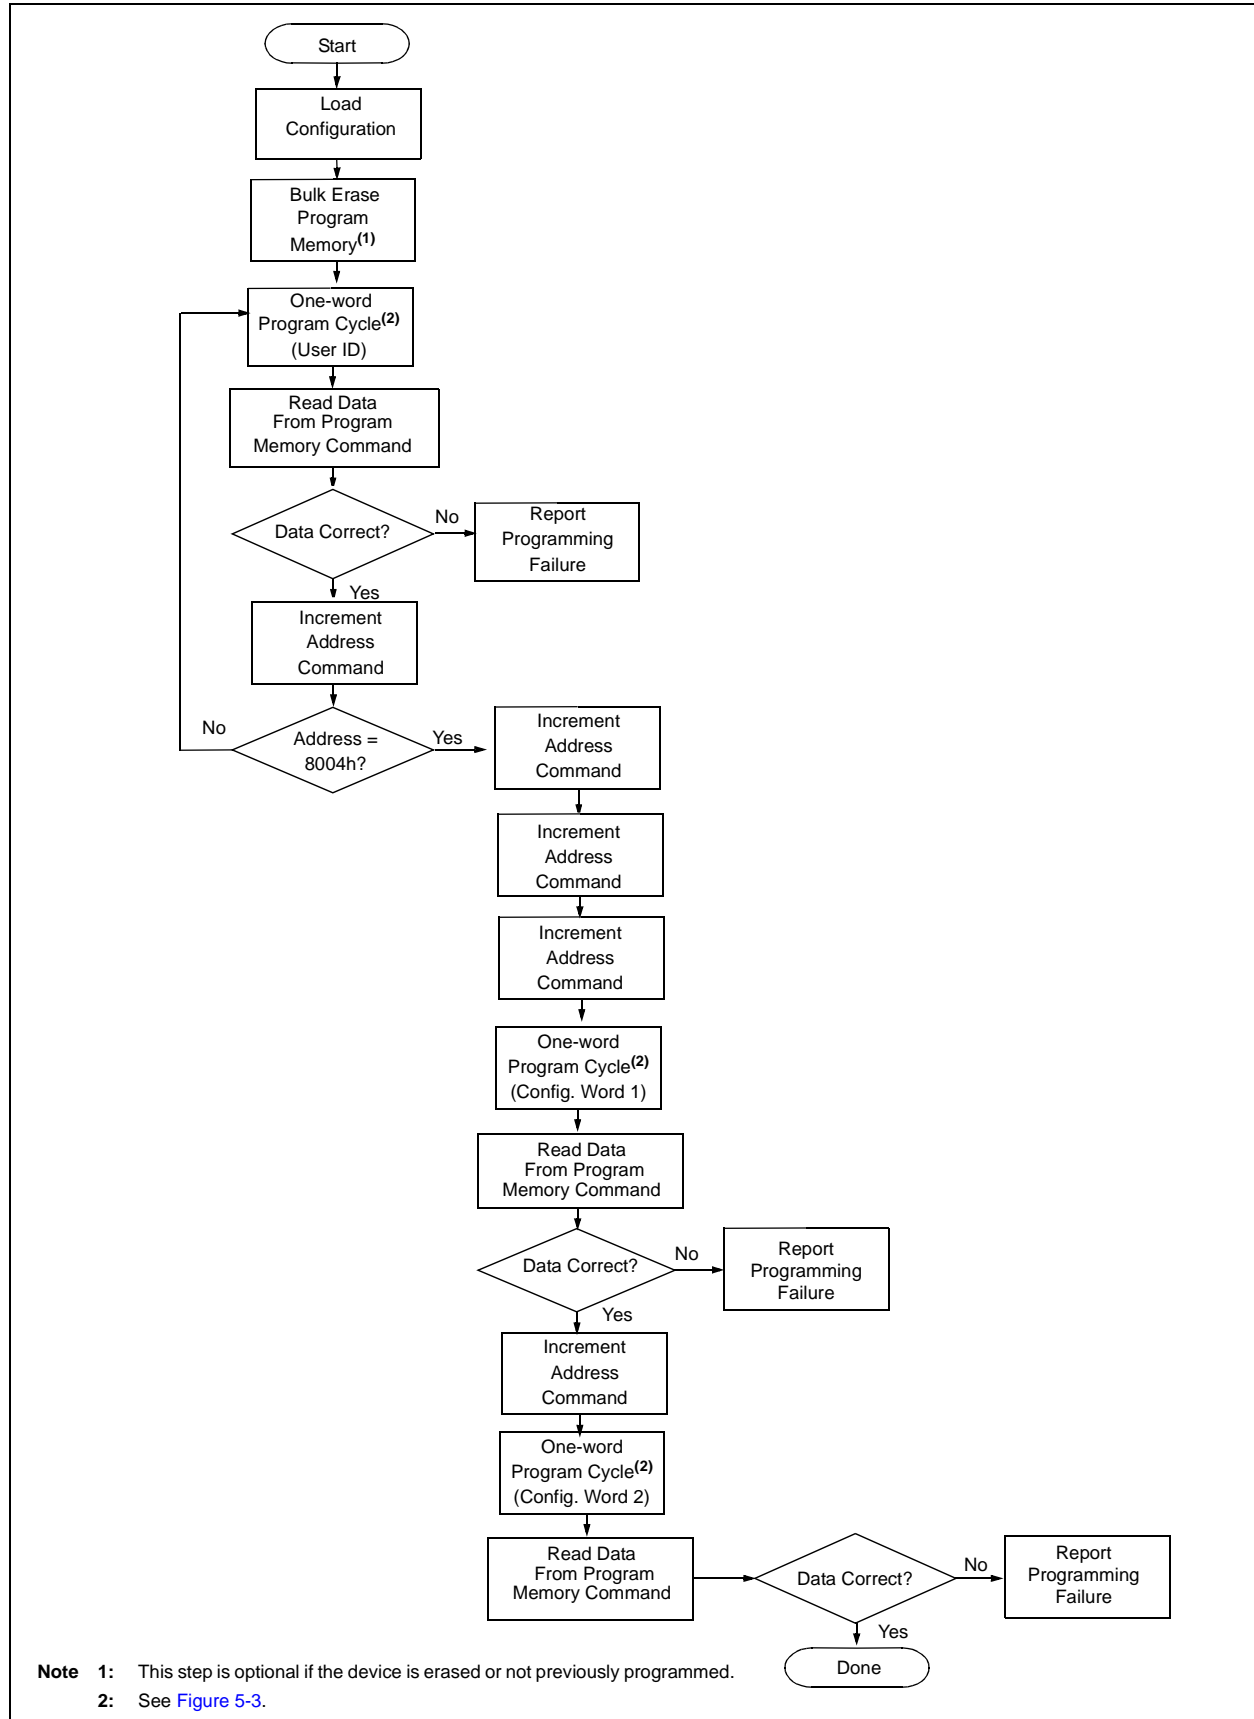 Start
Load
Configuration
Bulk Erase
Program
Memory(1)
One-word
Program Cycle(2)
(User ID)
Read Data
From Program
Memory Command
Data Correct?
No
Report
Programming
Failure
Yes
Increment
Address
Command
No
Address =
8004h?
Yes
Increment
Address
Command
Increment
Address
Command
Increment
Address
Command
One-word
Program Cycle(2)
(Config. Word 1)
Read Data
From Program
Memory Command
Data Correct?
No
Report
Programming
Failure
Yes
Increment
Address
Command
One-word
Program Cycle(2)
(Config. Word 2)
Read Data
From Program
Memory Command
Data Correct?
No
Report
Programming
Failure
Yes
Done
Note 1: This step is optional if the device is erased or not previously programmed.
2: See Figure 5-3.